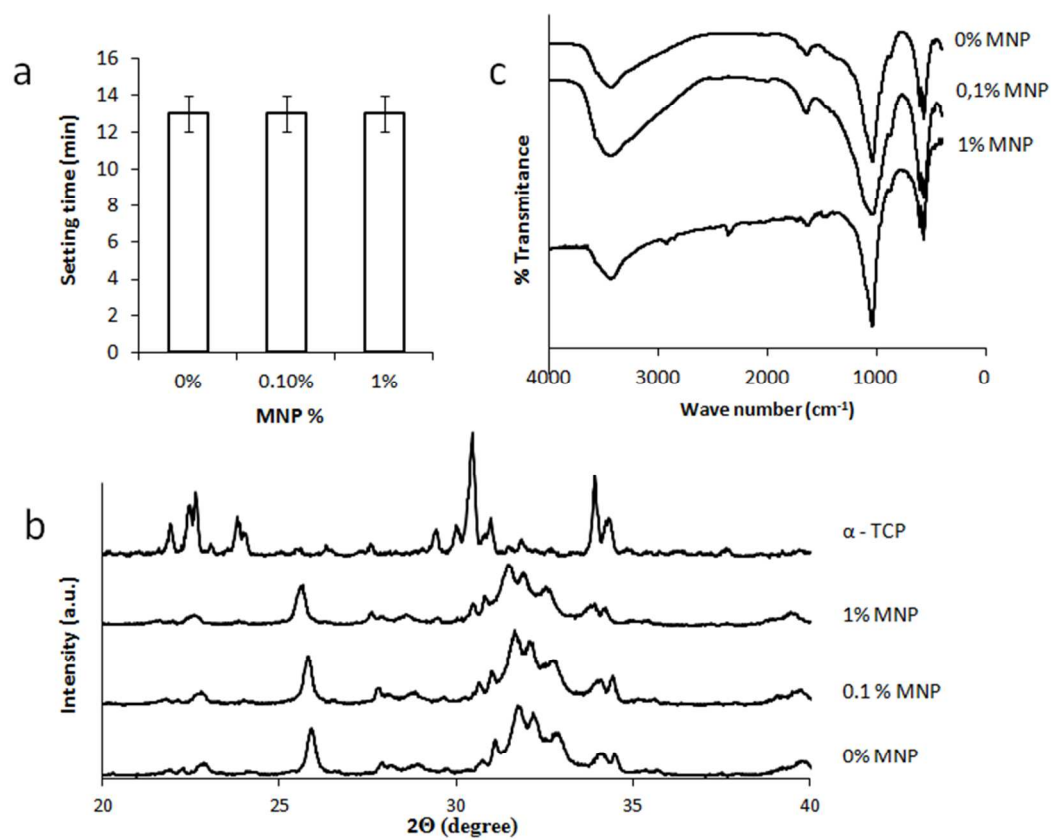 a
16
14
12
10
8
6
4
2
0
Setting time (min)
0% 0.10% 1%
MNP %
c
0% MNP
0,1% MNP
1% MNP
% Transmitance
4000 3000 2000 1000 0
Wave number (cm⁻¹)
b
α - TCP
1% MNP
0.1 % MNP
0% MNP
Intensity (a.u.)
20 25 30 35 40
2Θ (degree)